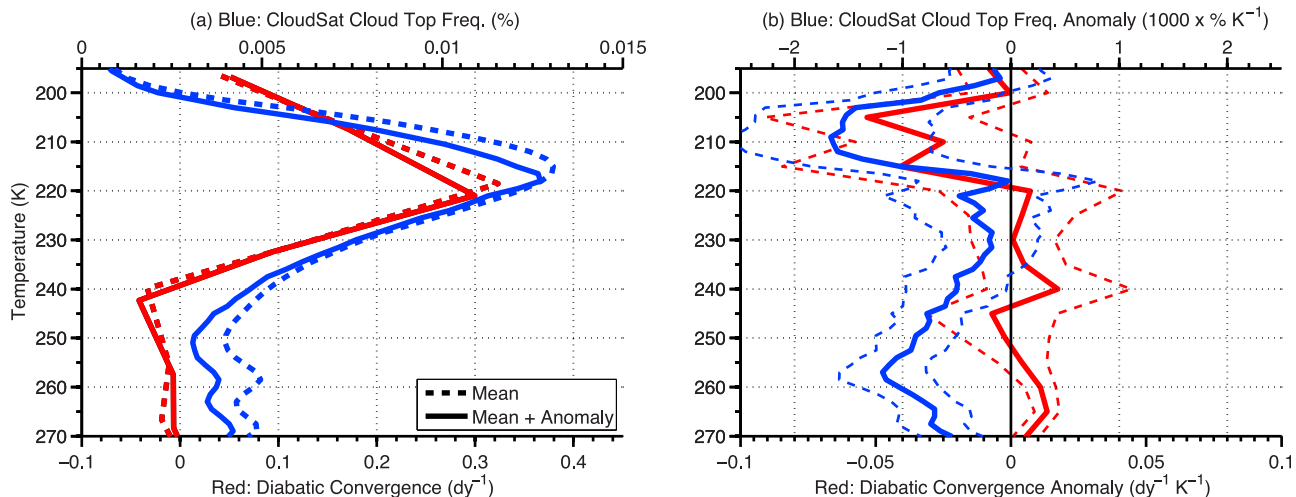 (a) Blue: CloudSat Cloud Top Freq. (%)
0 0.005 0.01 0.015
Temperature (K)
200
210
220
230
240
250
260
270
Mean
Mean + Anomaly
−0.1 0 0.1 0.2 0.3 0.4
Red: Diabatic Convergence (dy⁻¹)
(b) Blue: CloudSat Cloud Top Freq. Anomaly (1000 x % K⁻¹)
−2 −1 0 1 2
200
210
220
230
240
250
260
270
−0.1 −0.05 0 0.05 0.1
Red: Diabatic Convergence Anomaly (dy⁻¹ K⁻¹)